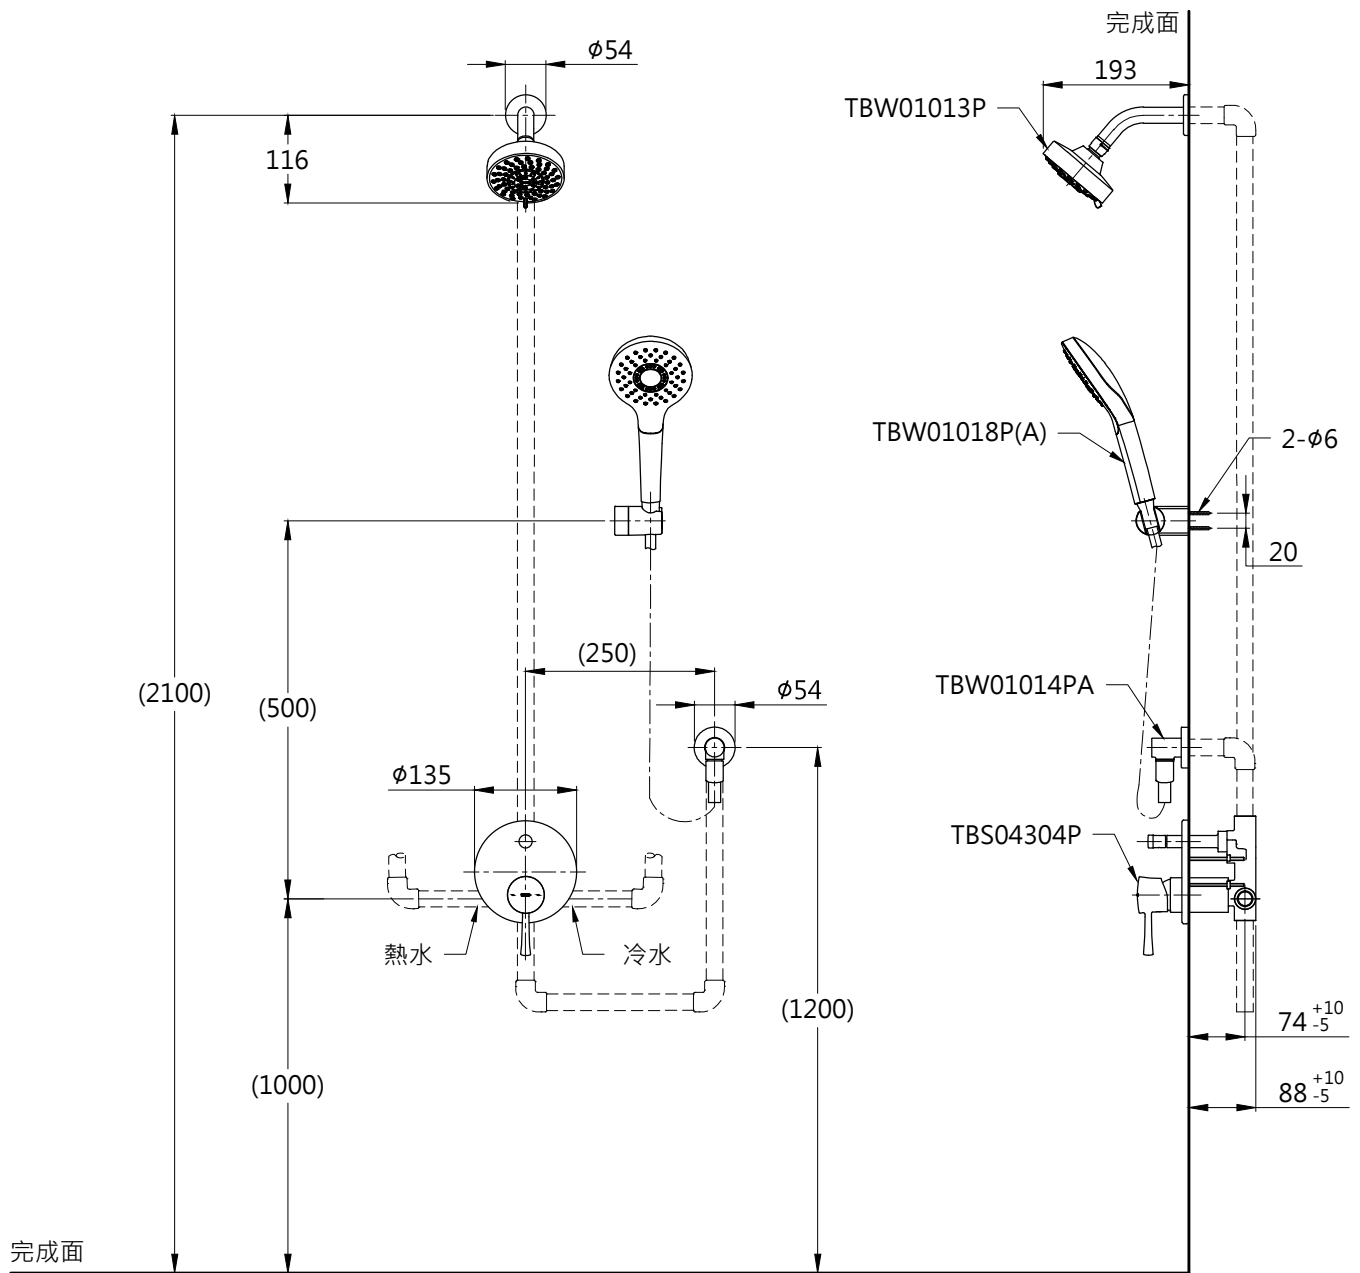 完成面
φ54
193
TBW01013P
116
TBW01018P(A)
2-φ6
20
(250)
(2100)
(500)
TBW01014PA
φ54
φ135
TBS04304P
熱水
冷水
(1200)
74 +10 -5
(1000)
88 +10 -5
完成面